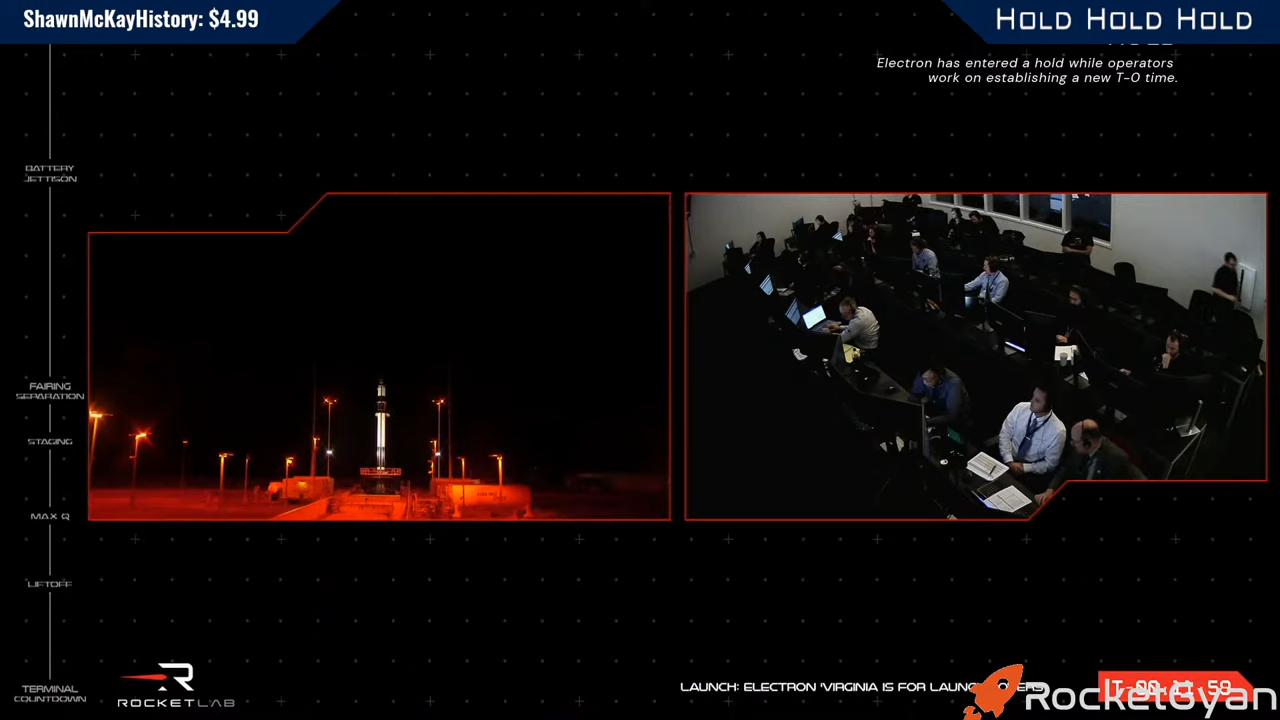 ShawnMcKayHistory: $4.99
HOLD HOLD HOLD
Electron has entered a hold while operators
work on establishing a new T-0 time.
BATTERY
JETTISON
FAIRING
SEPARATION
STAGING
MAX Q
LIFTOFF
TERMINAL
COUNTDOWN
ROCKETLAB
LAUNCH: ELECTRON 'VIRGINIA IS FOR LAUNCH
RocketGyan